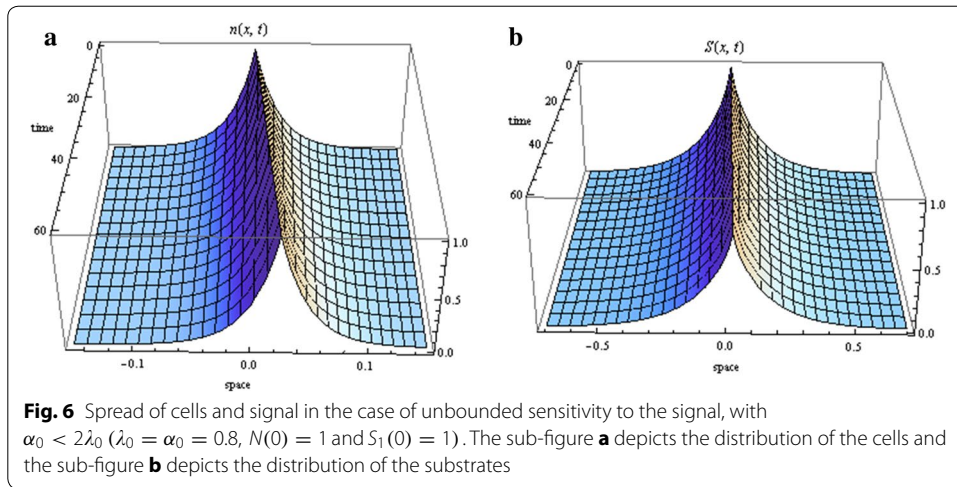 a
n(x, t)
0
20
time
40
60
1.0
0.5
0.0
−0.1
0.0
0.1
space
b
S(x, t)
0
20
time
40
60
1.0
0.5
0.0
−0.5
0.0
0.5
space
Fig. 6 Spread of cells and signal in the case of unbounded sensitivity to the signal, with
α₀ < 2λ₀ (λ₀ = α₀ = 0.8, N(0) = 1 and S₁(0) = 1). The sub-figure a depicts the distribution of the cells and
the sub-figure b depicts the distribution of the substrates